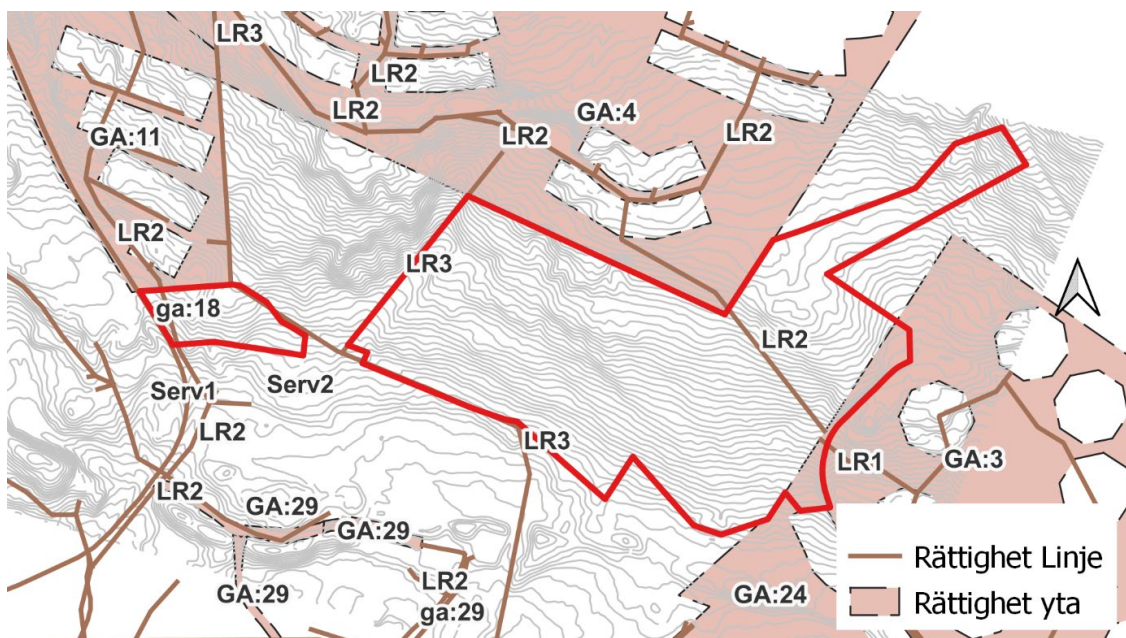 LR3
LR2
LR2
LR2
GA:4
LR2
GA:11
LR2
LR3
ga:18
LR2
Serv1
Serv2
LR2
LR3
LR1
GA:3
LR2
GA:29
GA:29
LR2
GA:29
ga:29
GA:24
Rättighet Linje
Rättighet yta